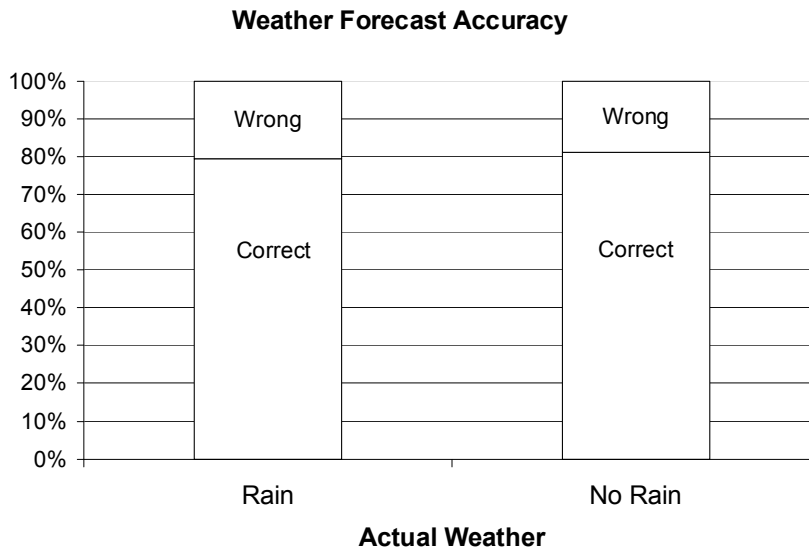 Weather Forecast Accuracy
100%
90%
80%
70%
60%
50%
40%
30%
20%
10%
0%
Wrong
Wrong
Correct
Correct
Rain
No Rain
Actual Weather